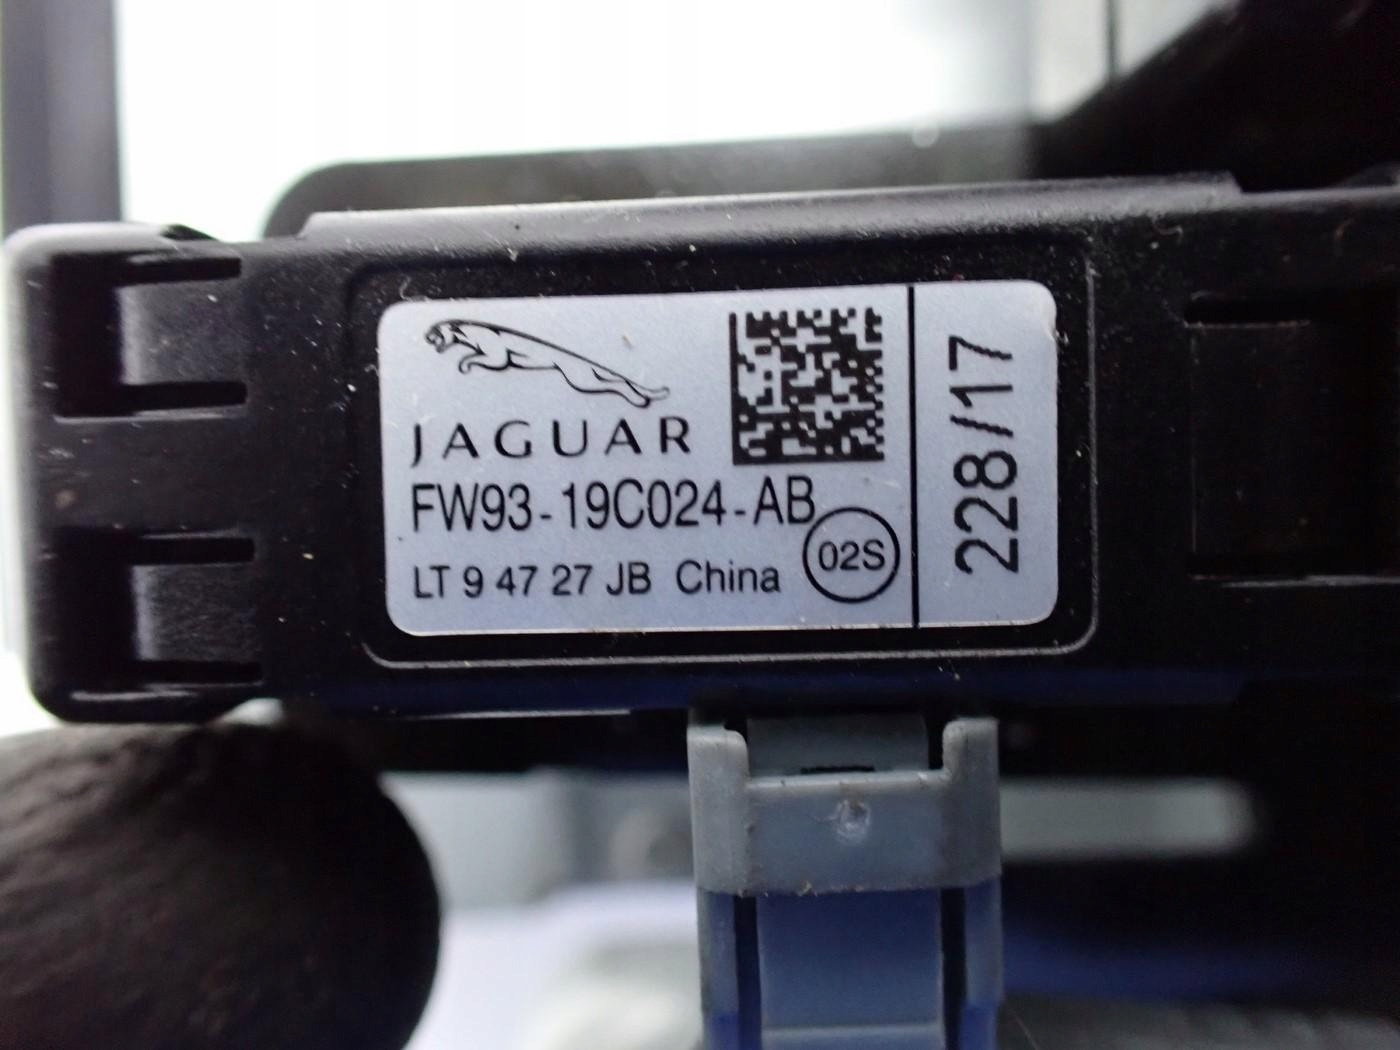 JAGUAR
FW93-19C024-AB
LT 9 47 27 JB China
02S
228/17